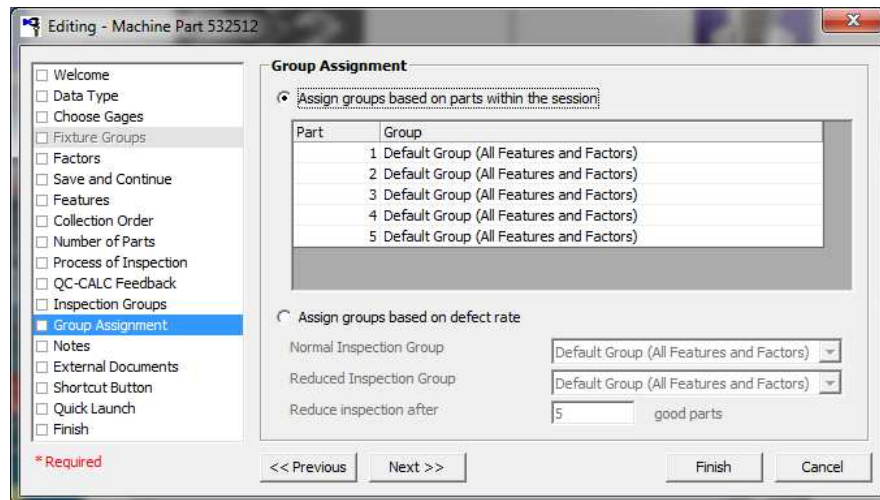 Editing - Machine Part 532512
Welcome
Data Type
Choose Gages
Fixture Groups
Factors
Save and Continue
Features
Collection Order
Number of Parts
Process of Inspection
QC-CALC Feedback
Inspection Groups
Group Assignment
Notes
External Documents
Shortcut Button
Quick Launch
Finish
* Required
Group Assignment
Assign groups based on parts within the session
Part Group
1 Default Group (All Features and Factors)
2 Default Group (All Features and Factors)
3 Default Group (All Features and Factors)
4 Default Group (All Features and Factors)
5 Default Group (All Features and Factors)
Assign groups based on defect rate
Normal Inspection Group Default Group (All Features and Factors)
Reduced Inspection Group Default Group (All Features and Factors)
Reduce inspection after 5 good parts
<< Previous Next >> Finish Cancel